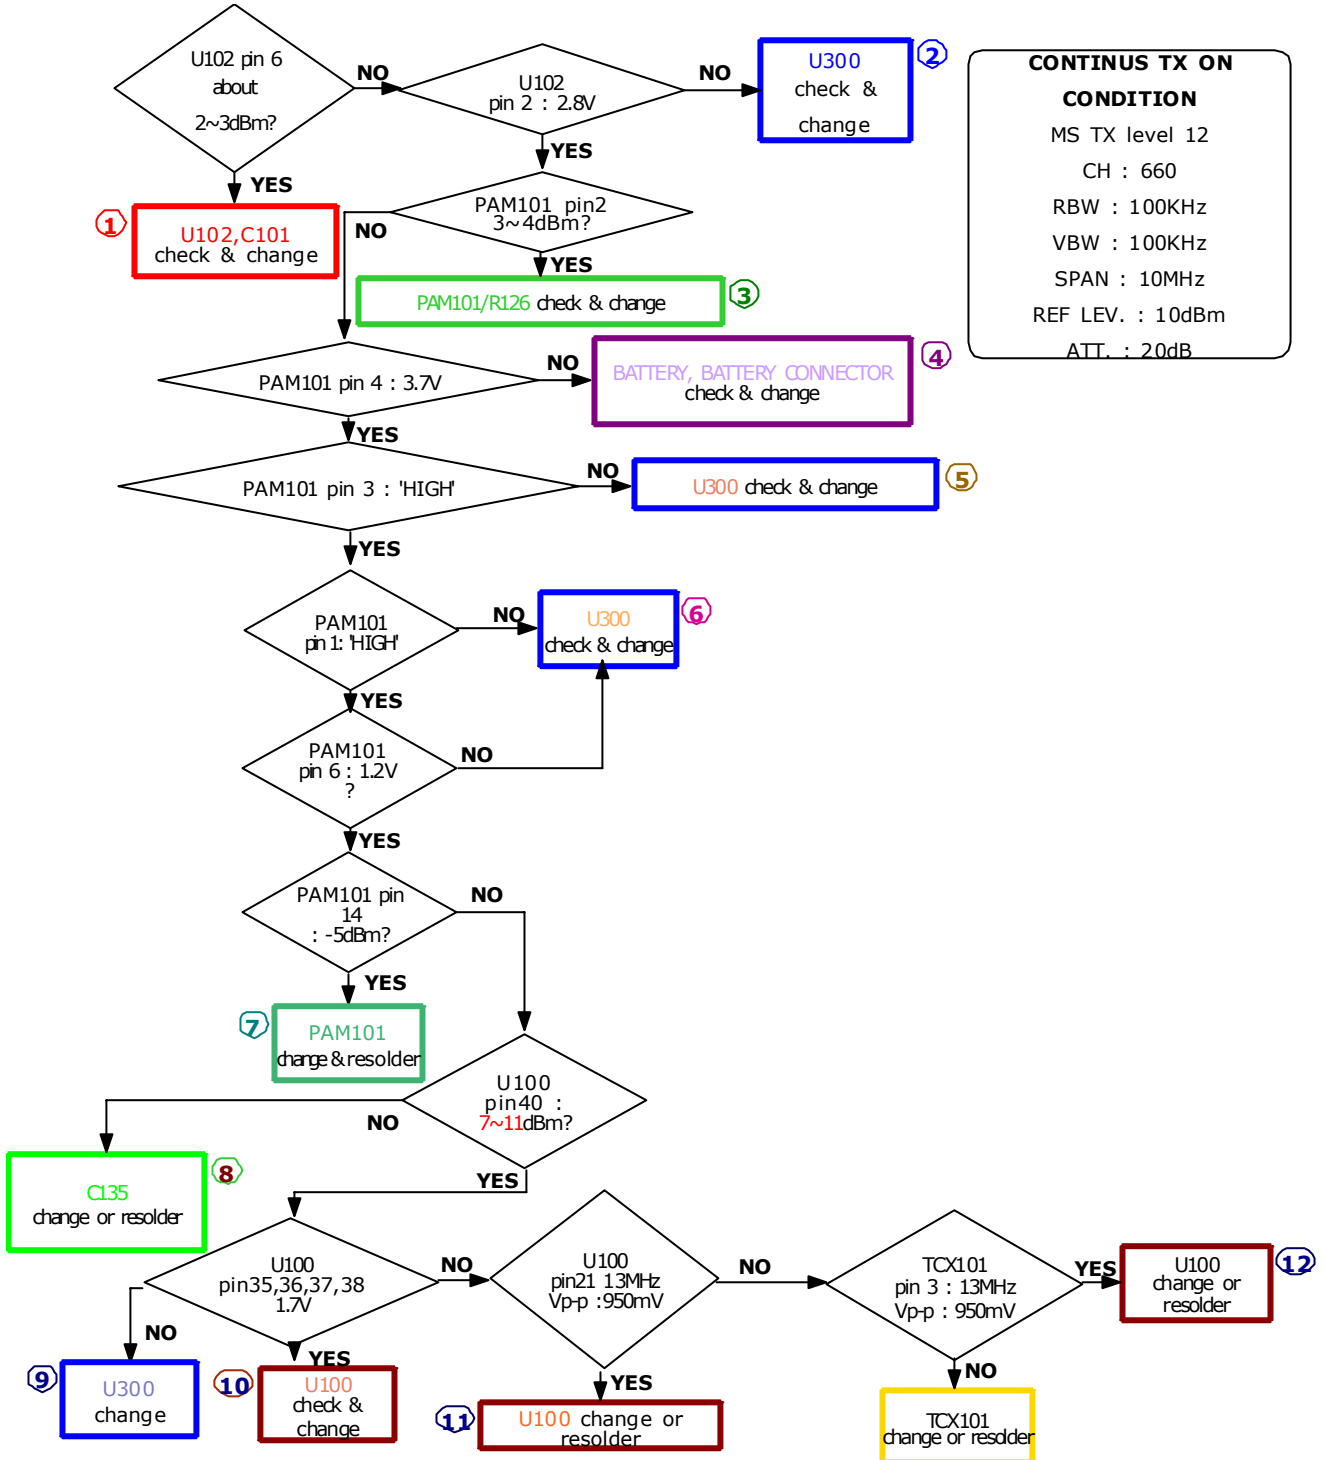 U102 pin 6
about
2~3dBm?
NO
U102
pin 2 : 2.8V
NO
U300
check &
change
2
CONTINUS TX ON
CONDITION
MS TX level 12
CH : 660
RBW : 100KHz
VBW : 100KHz
SPAN : 10MHz
REF LEV. : 10dBm
ATT. : 20dB
YES
YES
1
U102,C101
check & change
PAM101 pin2
3~4dBm?
NO
YES
PAM101/R126 check & change
3
PAM101 pin 4 : 3.7V
NO
BATTERY, BATTERY CONNECTOR
check & change
4
YES
PAM101 pin 3 : 'HIGH'
NO
U300 check & change
5
YES
PAM101
pin 1: 'HIGH'
NO
U300
check & change
6
YES
PAM101
pin 6 : 1.2V
?
NO
YES
PAM101 pin
14
: -5dBm?
NO
YES
7
PAM101
change & resolder
U100
pin40 :
7~11dBm?
NO
YES
8
C135
change or resolder
U100
pin35,36,37,38
1.7V
NO
U100
pin21 13MHz
Vp-p :950mV
NO
TCX101
pin 3 : 13MHz
Vp-p : 950mV
YES
U100
change or
resolder
12
NO
YES
YES
NO
9
U300
change
10
U100
check &
change
11
U100 change or
resolder
TCX101
change or resolder